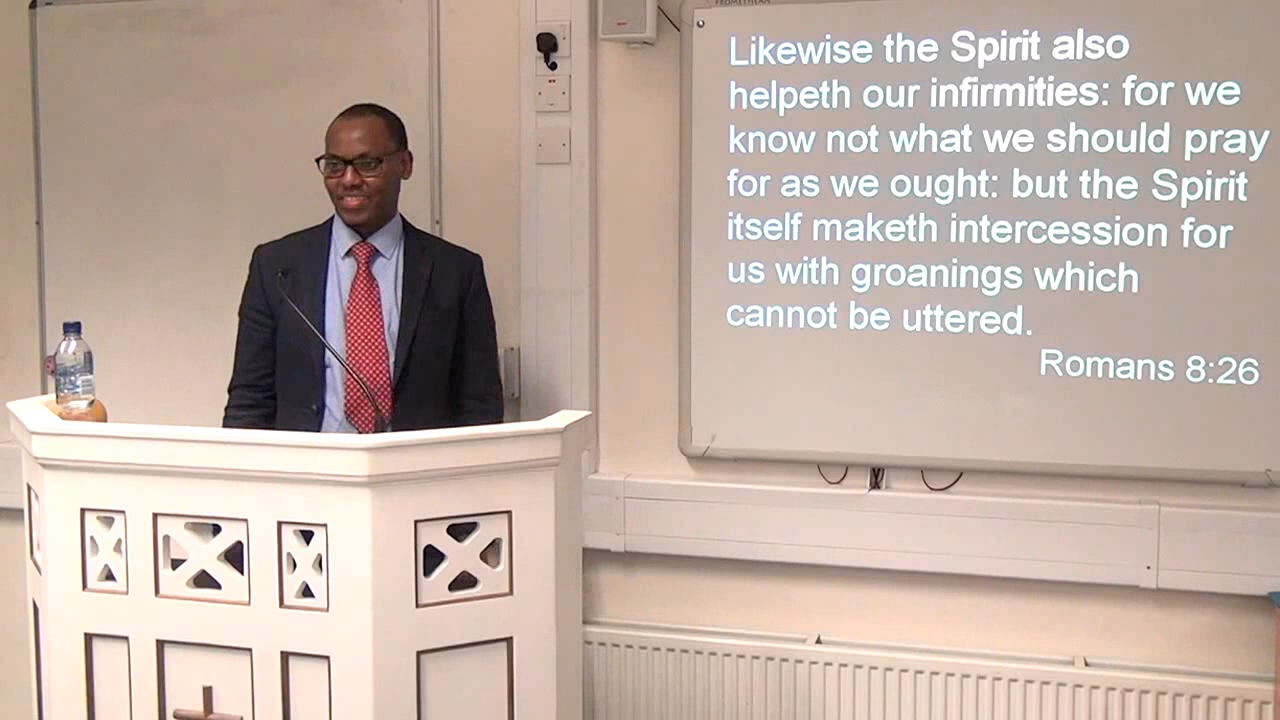 PROMETHEAN
Likewise the Spirit also
helpeth our infirmities: for we
know not what we should pray
for as we ought: but the Spirit
itself maketh intercession for
us with groanings which
cannot be uttered.
Romans 8:26